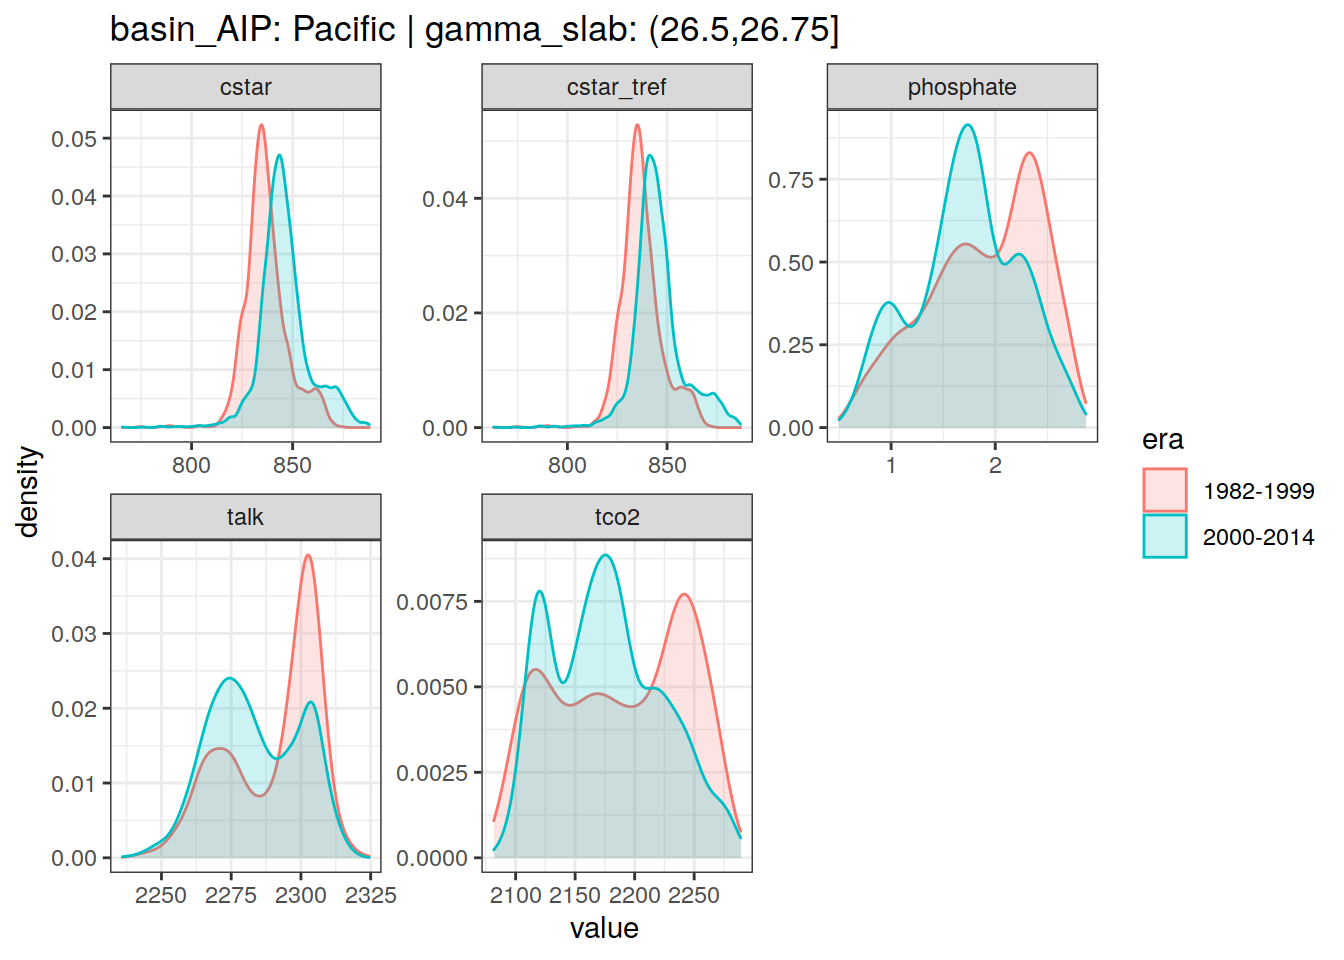 basin_AIP: Pacific | gamma_slab: (26.5,26.75]
cstar
cstar_tref
phosphate
0.05
0.04
0.03
0.02
0.01
0.00
800 850
0.04
0.02
0.00
800 850
0.75
0.50
0.25
0.00
1 2
density
talk
tco2
0.04
0.03
0.02
0.01
0.00
2250 2275 2300 2325
0.0075
0.0050
0.0025
0.0000
2100 2150 2200 2250
value
era
1982-1999
2000-2014